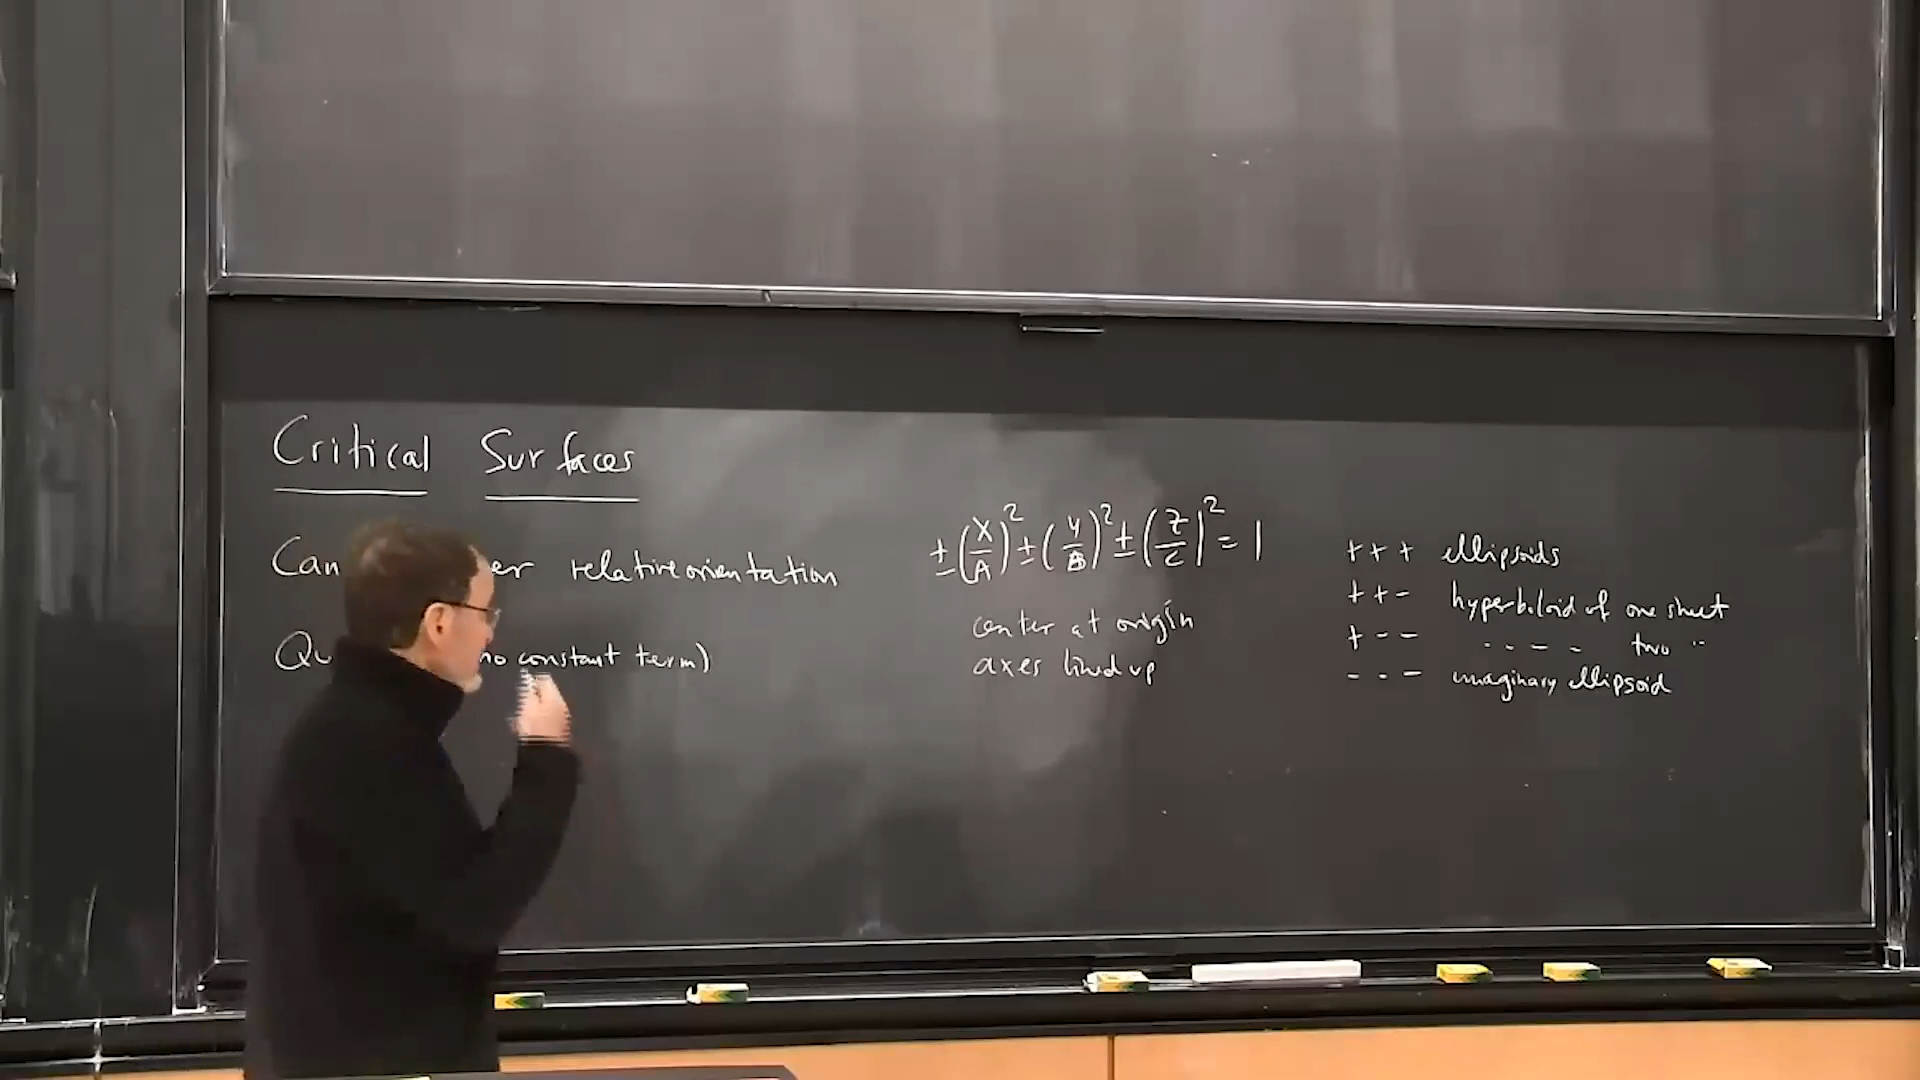 Critical Surfaces
Can er relative orientation
Qu no constant term)
±(X/A)²±(Y/B)²±(Z/C)²=1
center at origin
axes lined up
+ + + ellipsoids
+ + - hyperboloid of one sheet
+ - - - - - - two "
- - - imaginary ellipsoid